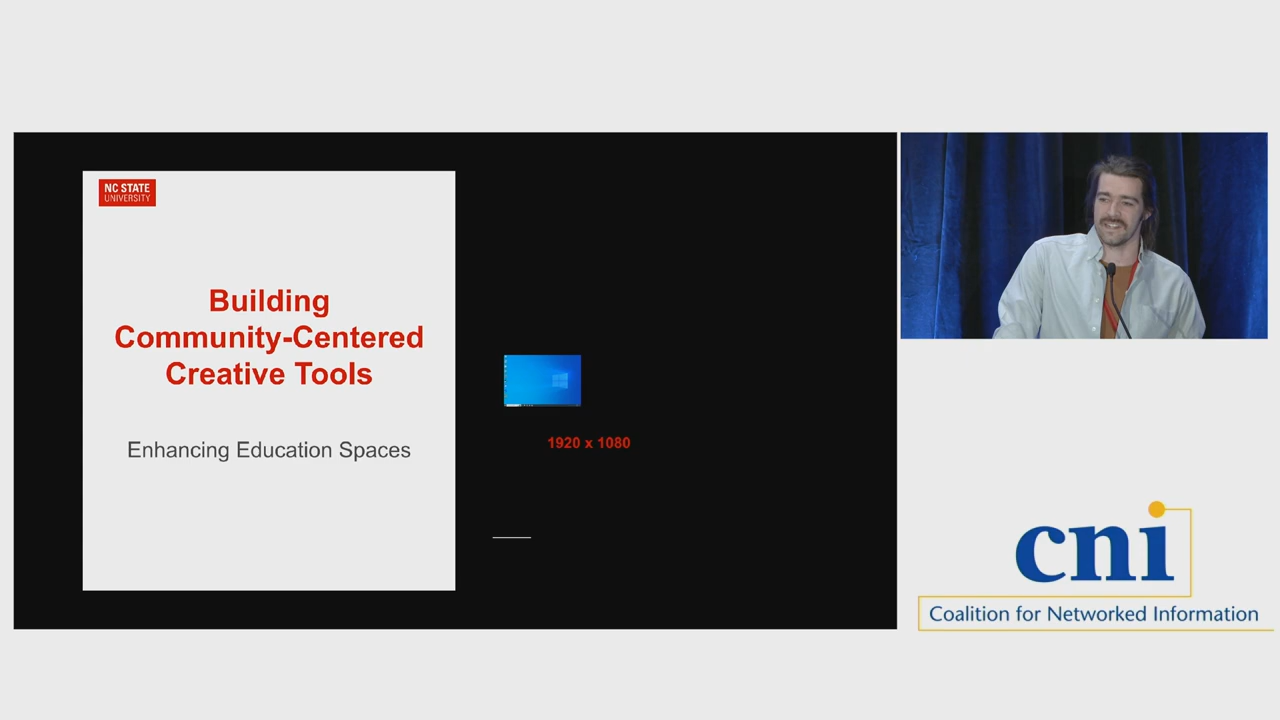 NC STATE
UNIVERSITY
Building
Community-Centered
Creative Tools
Enhancing Education Spaces
1920 x 1080
cni
Coalition for Networked Information